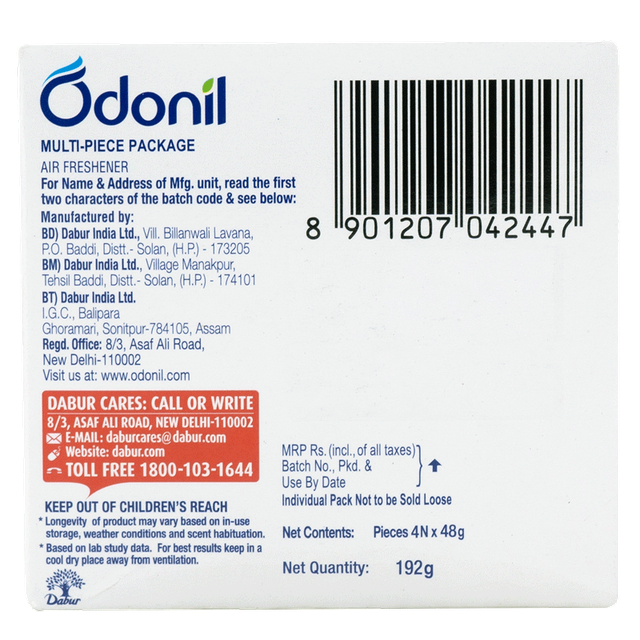 Odonil
MULTI-PIECE PACKAGE
AIR FRESHENER
For Name & Address of Mfg. unit, read the first
two characters of the batch code & see below:
Manufactured by:
BD) Dabur India Ltd., Vill. Billanwali Lavana,
P.O. Baddi, Distt.- Solan, (H.P.) - 173205
BM) Dabur India Ltd., Village Manakpur,
Tehsil Baddi, Distt.- Solan, (H.P.) - 174101
BT) Dabur India Ltd.
I.G.C., Balipara
Ghoramari, Sonitpur-784105, Assam
Regd. Office: 8/3, Asaf Ali Road,
New Delhi-110002
Visit us at: www.odonil.com
DABUR CARES: CALL OR WRITE
8/3, ASAF ALI ROAD, NEW DELHI-110002
E-MAIL: daburcares@dabur.com
Website: dabur.com
TOLL FREE 1800-103-1644
KEEP OUT OF CHILDREN'S REACH
* Longevity of product may vary based on in-use
storage, weather conditions and scent habituation.
* Based on lab study data. For best results keep in a
cool dry place away from ventilation.
Dabur
8 901207 042447
MRP Rs. (incl., of all taxes)
Batch No., Pkd. &
Use By Date
Individual Pack Not to be Sold Loose
Net Contents: Pieces 4N x 48g
Net Quantity: 192g